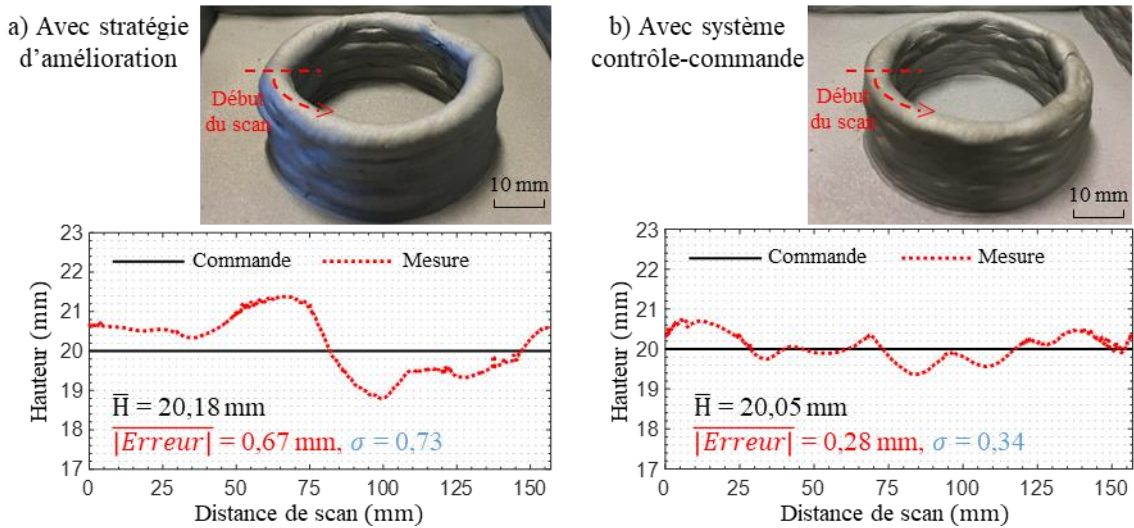 a) Avec stratégie
d’amélioration
Début
du scan
10 mm
23
22
21
20
19
18
17
Hauteur (mm)
Commande
Mesure
H̅ = 20,18 mm
|Erreur| = 0,67 mm, σ = 0,73
0 25 50 75 100 125 150
Distance de scan (mm)
b) Avec système
contrôle-commande
Début
du scan
10 mm
23
22
21
20
19
18
17
Hauteur (mm)
Commande
Mesure
H̅ = 20,05 mm
|Erreur| = 0,28 mm, σ = 0,34
0 25 50 75 100 125 150
Distance de scan (mm)